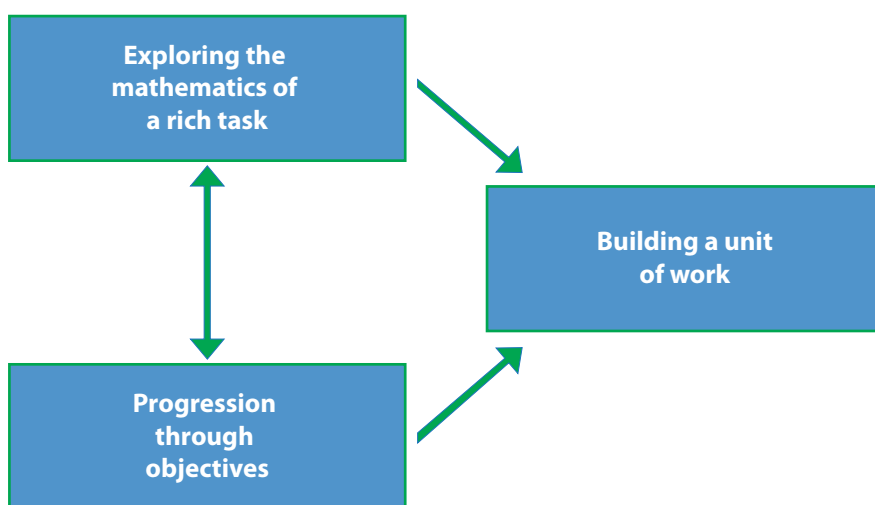 Exploring the
mathematics of
a rich task
Building a unit
of work
Progression
through
objectives